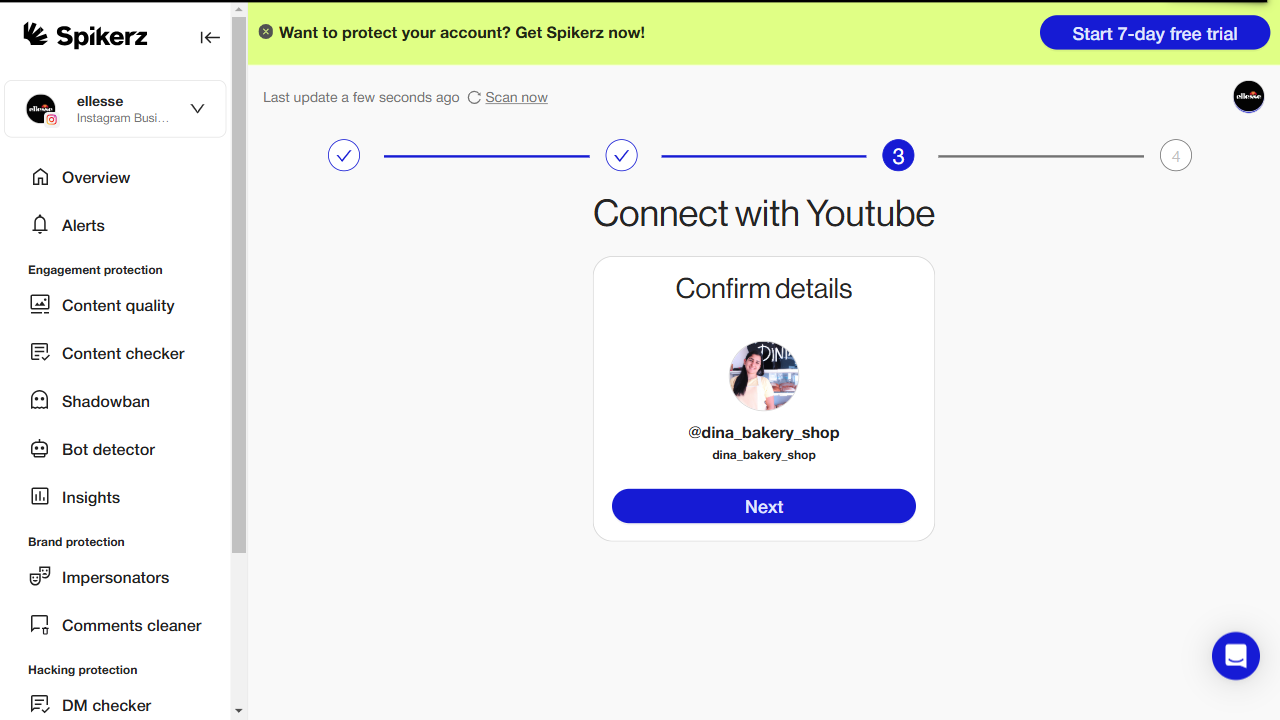 Spikerz
ellesse
Instagram Busi...
Overview
Alerts
Engagement protection
Content quality
Content checker
Shadowban
Bot detector
Insights
Brand protection
Impersonators
Comments cleaner
Hacking protection
DM checker
Want to protect your account? Get Spikerz now!
Start 7-day free trial
Last update a few seconds ago Scan now
ellesse
3
4
Connect with Youtube
Confirm details
DINA
@dina_bakery_shop
dina_bakery_shop
Next